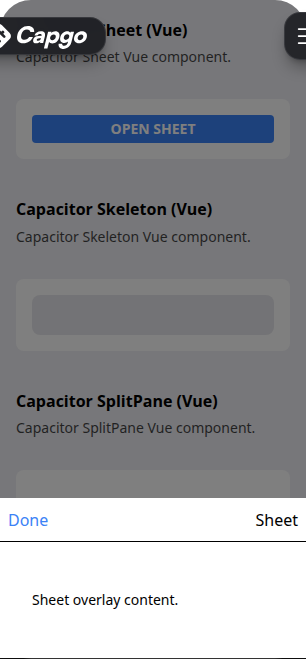 Capgo
heet (Vue)
Capacitor Sheet Vue component.
OPEN SHEET
Capacitor Skeleton (Vue)
Capacitor Skeleton Vue component.
Capacitor SplitPane (Vue)
Capacitor SplitPane Vue component.
Done
Sheet
Sheet overlay content.